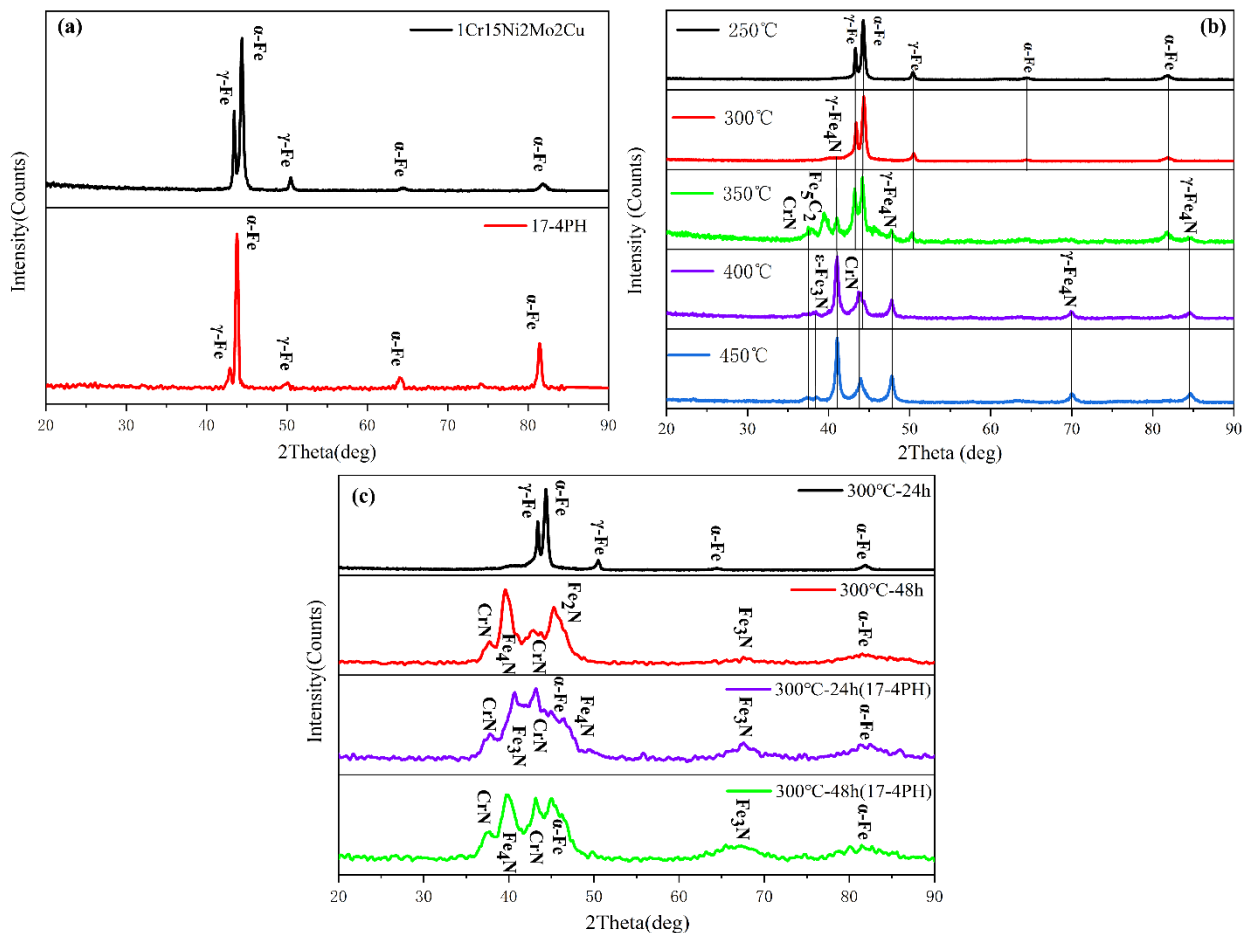 (a)
1Cr15Ni2Mo2Cu
α-Fe
γ-Fe
γ-Fe
α-Fe
α-Fe
17-4PH
α-Fe
γ-Fe
γ-Fe
α-Fe
α-Fe
Intensity(Counts)
20 30 40 50 60 70 80 90
2Theta(deg)
(b)
250℃
γ-Fe
α-Fe
γ-Fe
α-Fe
α-Fe
300℃
γ-Fe4N
350℃
CrN
Fe5C2
γ-Fe4N
γ-Fe4N
400℃
ε-Fe3N
CrN
γ-Fe4N
450℃
Intensity (Counts)
20 30 40 50 60 70 80 90
2Theta (deg)
(c)
300℃-24h
γ-Fe
α-Fe
γ-Fe
α-Fe
α-Fe
300℃-48h
CrN
Fe4N
CrN
Fe2N
Fe3N
α-Fe
300℃-24h(17-4PH)
CrN
Fe3N
CrN
α-Fe
Fe4N
Fe3N
α-Fe
300℃-48h(17-4PH)
CrN
Fe4N
CrN
α-Fe
Fe3N
α-Fe
Intensity(Counts)
20 30 40 50 60 70 80 90
2Theta(deg)